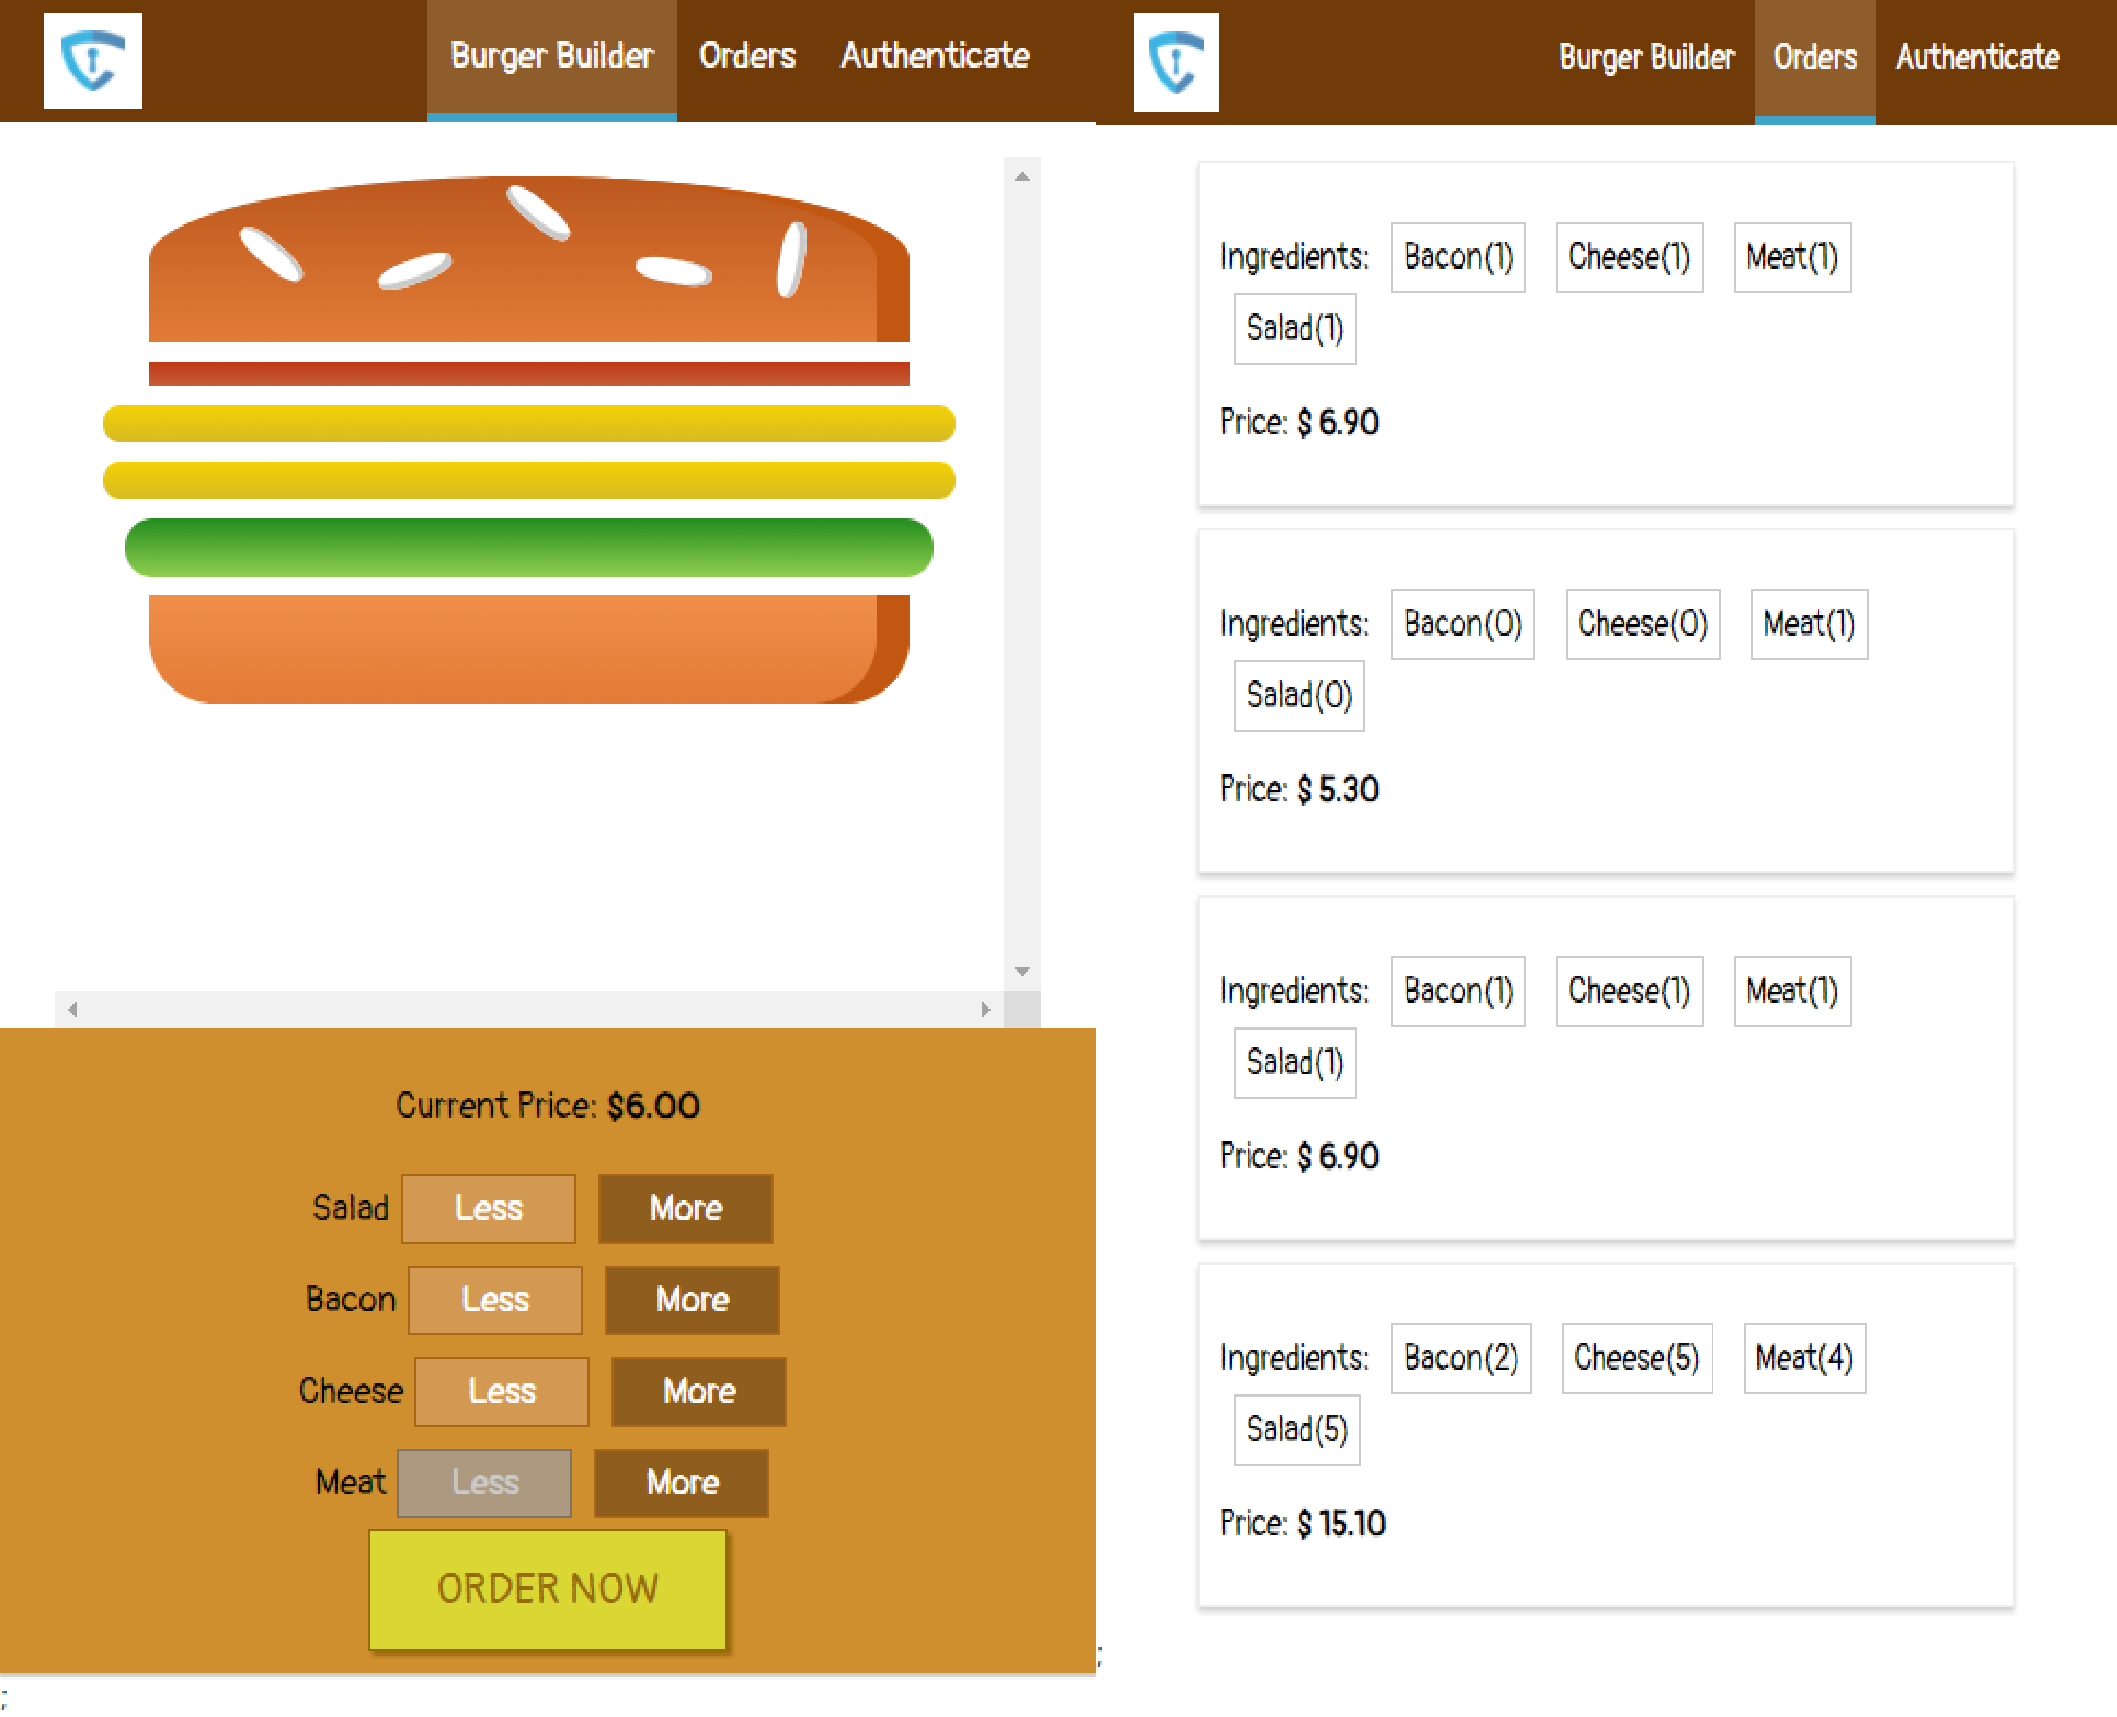 Burger Builder Orders Authenticate
Current Price: $6.00
Salad Less More
Bacon Less More
Cheese Less More
Meat Less More
ORDER NOW
;
Burger Builder Orders Authenticate
Ingredients: Bacon(1) Cheese(1) Meat(1)
Salad(1)
Price: $ 6.90
Ingredients: Bacon(0) Cheese(0) Meat(1)
Salad(0)
Price: $ 5.30
Ingredients: Bacon(1) Cheese(1) Meat(1)
Salad(1)
Price: $ 6.90
Ingredients: Bacon(2) Cheese(5) Meat(4)
Salad(5)
Price: $ 15.10
;